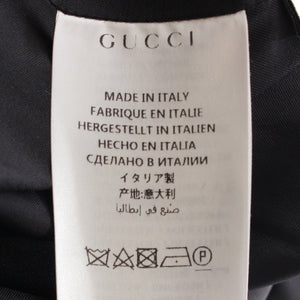 GUCCI
MADE IN ITALY
FABRIQUE EN ITALIE
HERGESTELLT IN ITALIEN
HECHO EN ITALIA
СДЕЛАНО В ИТАЛИИ
イタリア製
产地:意大利
صنع في إيطاليا
P